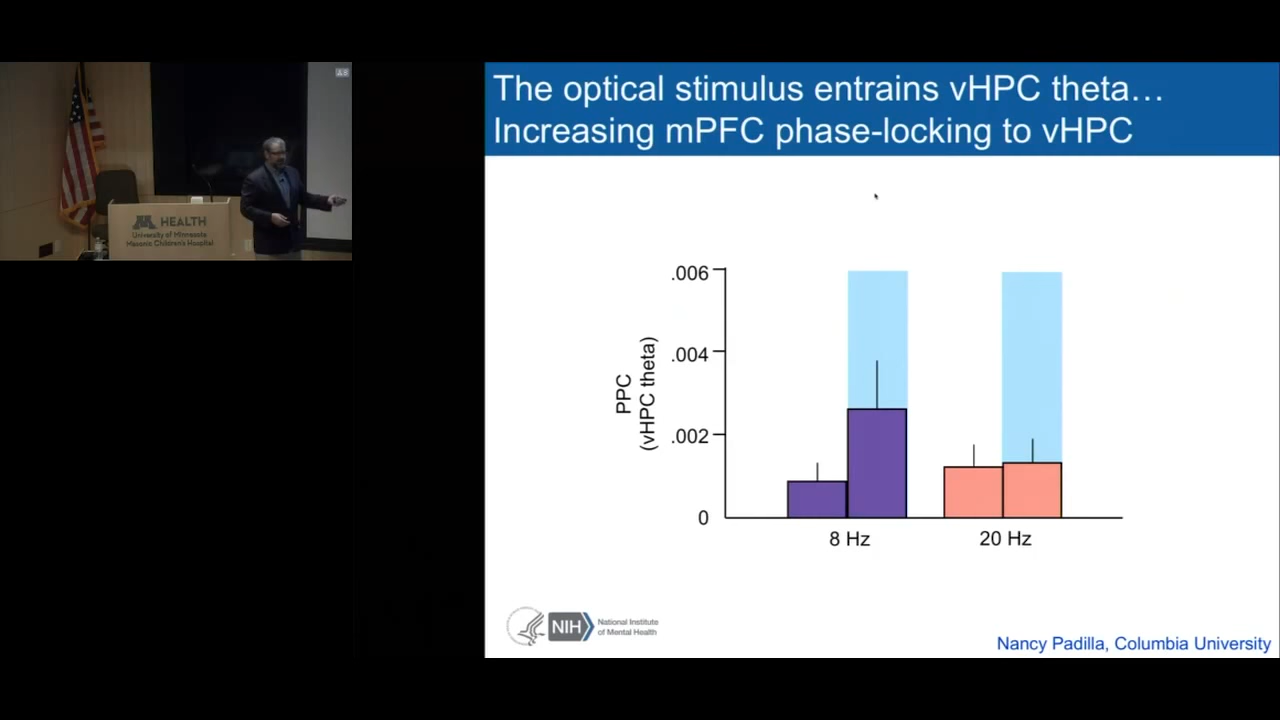 The optical stimulus entrains vHPC theta…
Increasing mPFC phase-locking to vHPC
HEALTH
University of Minnesota
Masonic Children's Hospital
.006
.004
.002
0
PPC
(vHPC theta)
8 Hz
20 Hz
NIH
National Institute
of Mental Health
Nancy Padilla, Columbia University